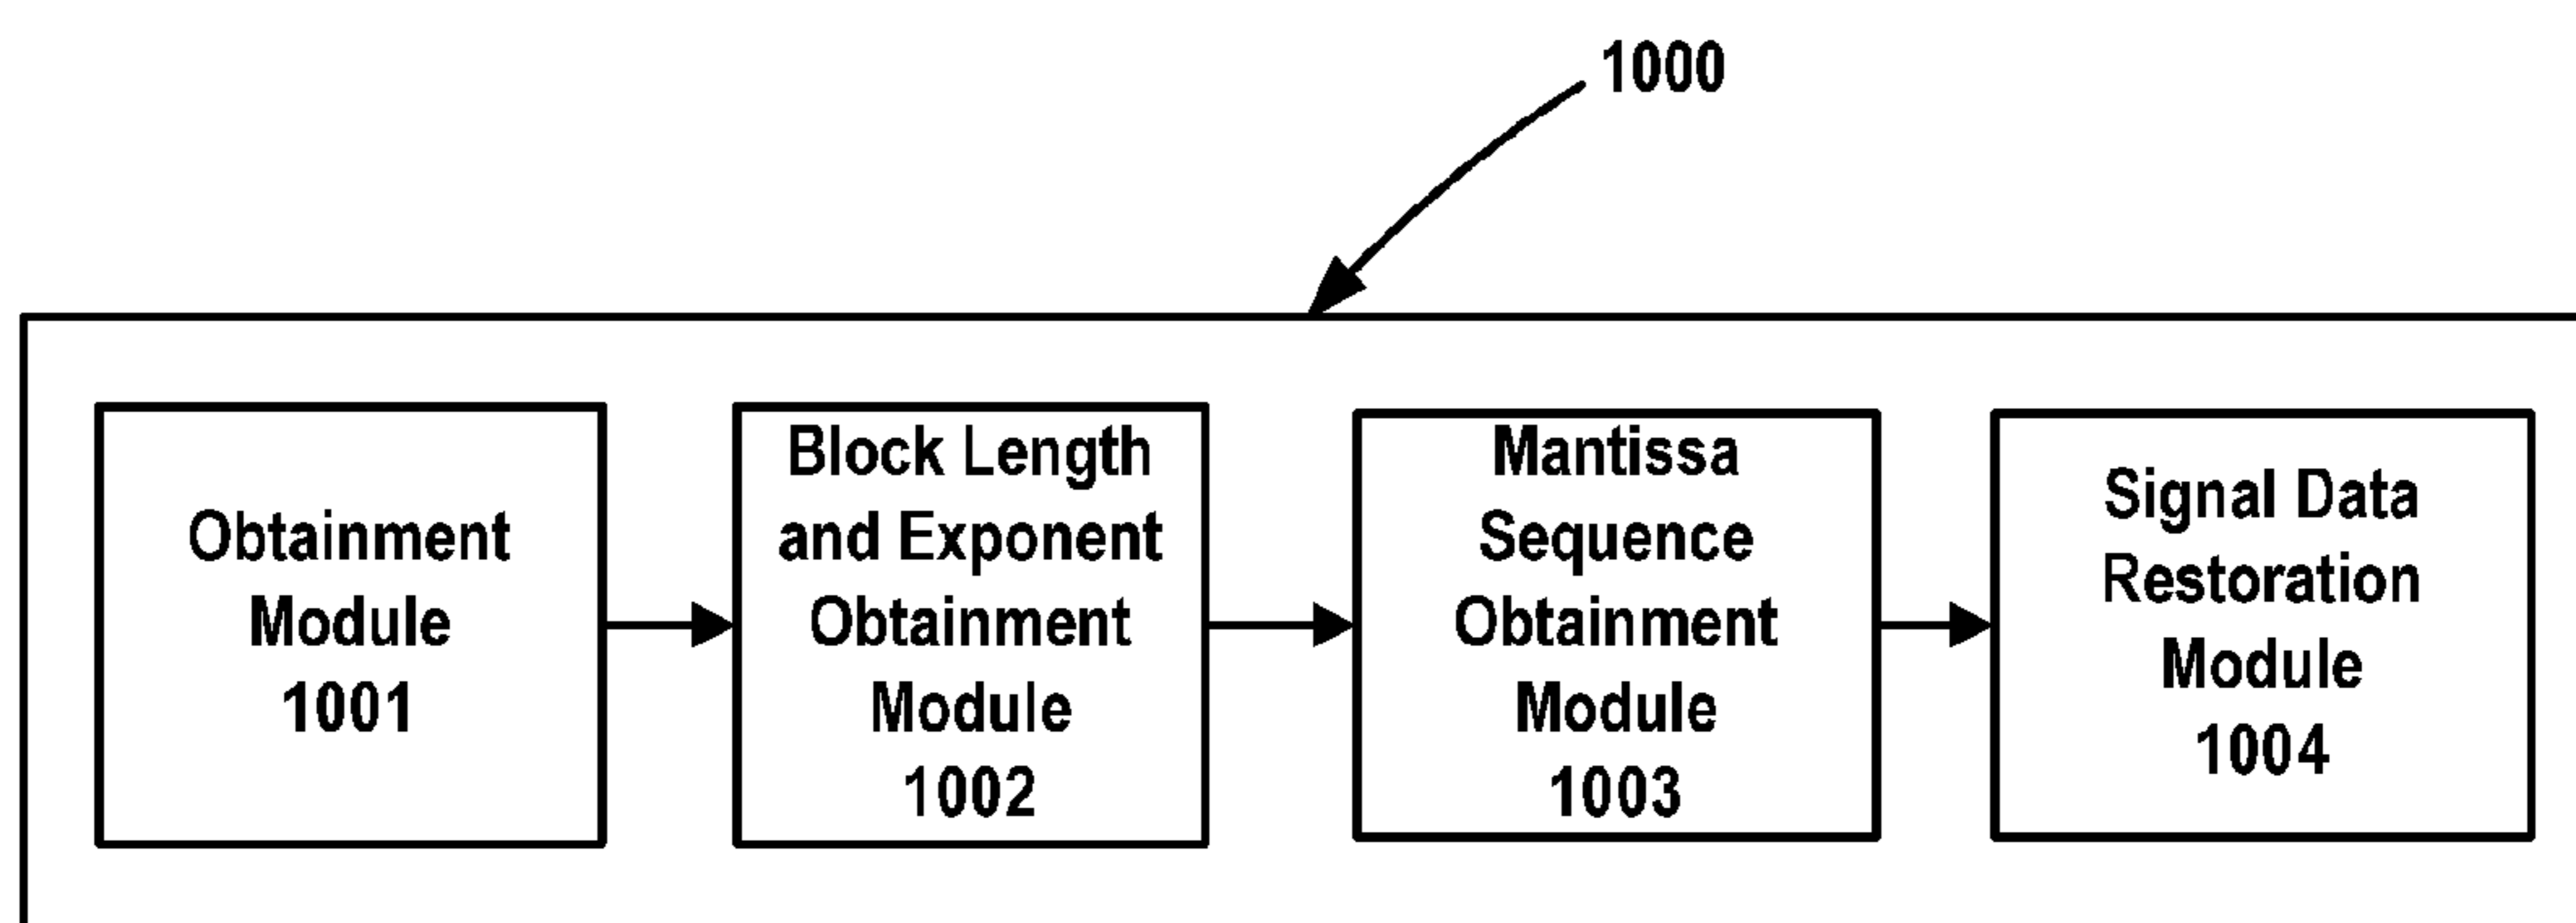 1000
Obtainment
Module
1001
Block Length
and Exponent
Obtainment
Module
1002
Mantissa
Sequence
Obtainment
Module
1003
Signal Data
Restoration
Module
1004